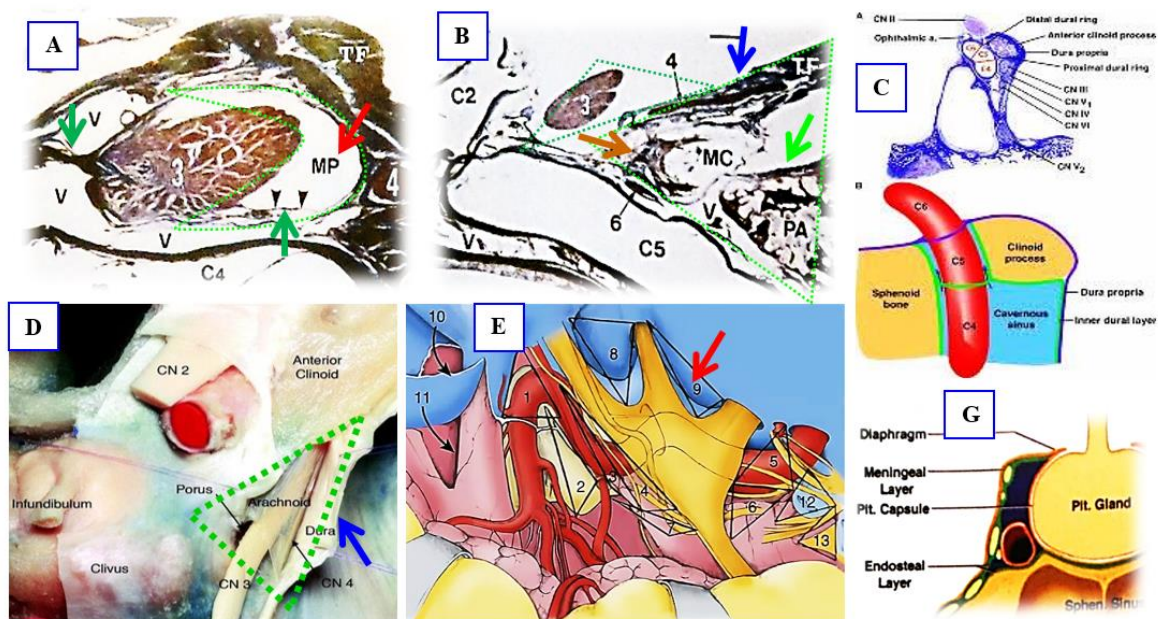 A
TF
V
3
MP
V
4
V
C4
B
4
TF
C2
3
MC
6
V
V
PA
C5
A
CN II
Distal dural ring
Ophthalmic a.
Anterior clinoid process
C6
C5
C4
Dura propria
Proximal dural ring
C
CN III
CN V1
CN IV
CN VI
CN V2
B
C6
C5
Clinoid
process
Sphenoid
bone
Cavernous
sinus
C4
Dura propria
Inner dural layer
D
CN 2
Anterior
Clinoid
Porus
Arachnoid
Infundibulum
Dura
Clivus
CN 3
CN 4
E
10
8
9
11
1
2
3
4
5
6
7
12
13
G
Diaphragm
Meningeal
Layer
Pit. Capsule
Pit. Gland
Endosteal
Layer
Sphen. Sinus